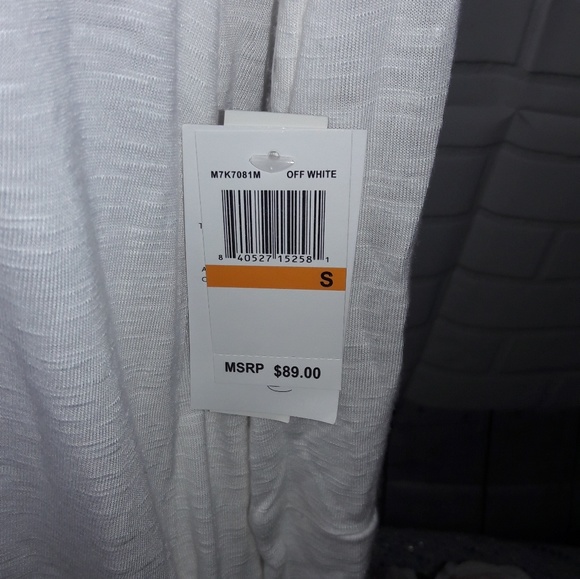 M7K7081M OFF WHITE
8 40527 15258 1
S
MSRP $89.00